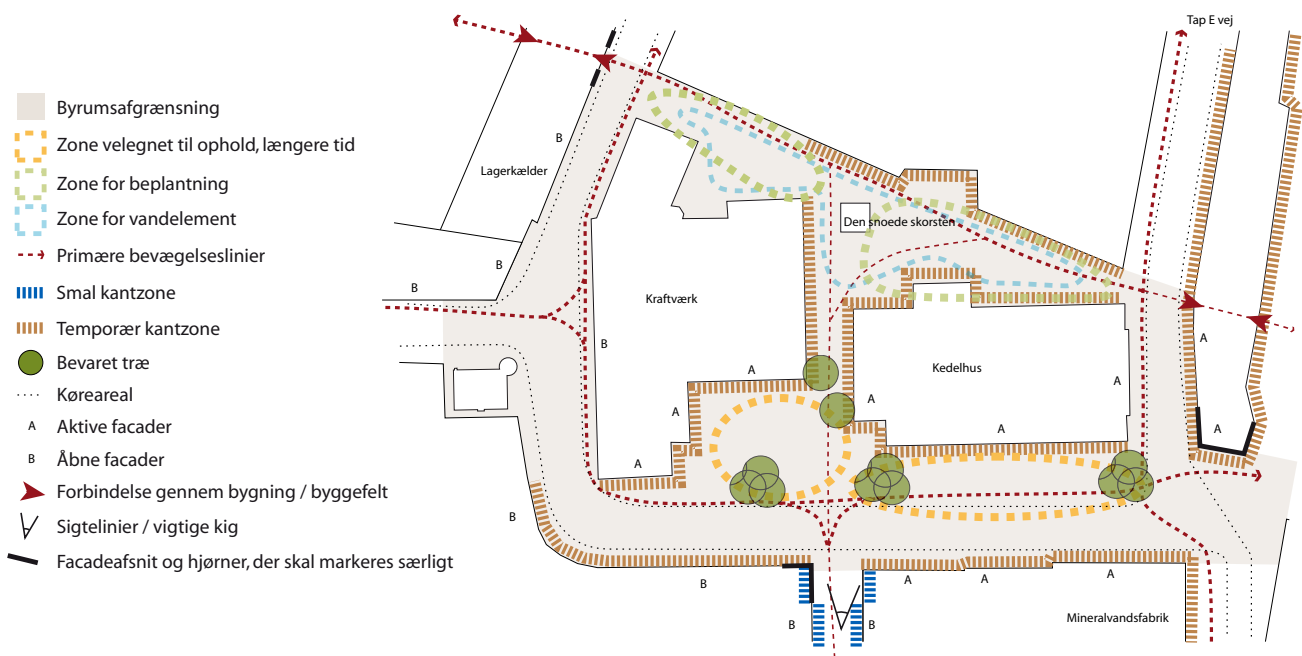 Byrumsafgrænsning
Zone velegnet til ophold, længere tid
Zone for beplantning
Zone for vandelement
Primære bevægelseslinier
Smal kantzone
Temporær kantzone
Bevaret træ
Køreareal
A Aktive facader
B Åbne facader
Forbindelse gennem bygning / byggefelt
Sigtelinier / vigtige kig
Facadeafsnit og hjørner, der skal markeres særligt
Tap E vej
B
Lagerkælder
Den snoede skorsten
B
B
Kraftværk
B
A
Kedelhus
A
A
A
A
A
A
A
A
B
B
A
A
A
B
B
Mineralvandsfabrik